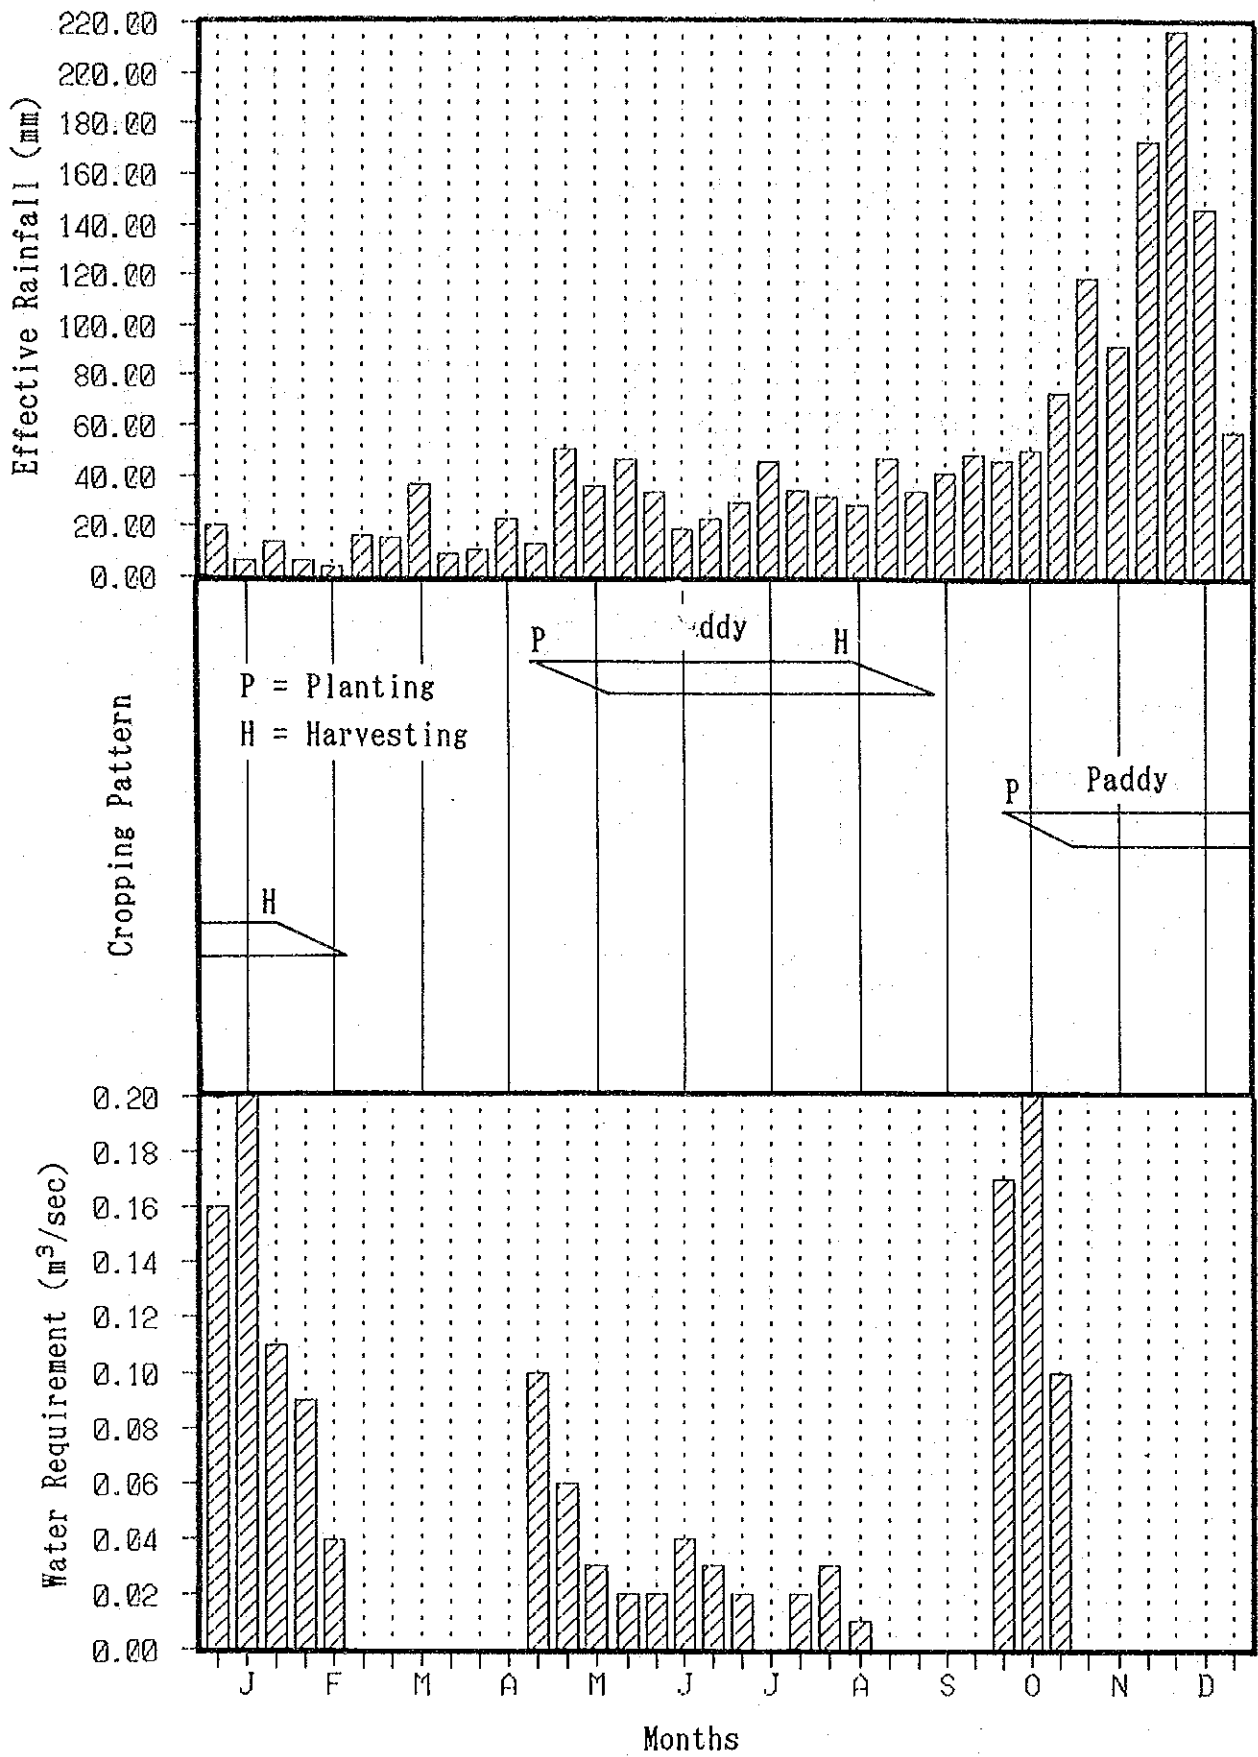 Effective Rainfall (mm)
220.00
200.00
180.00
160.00
140.00
120.00
100.00
80.00
60.00
40.00
20.00
0.00
Cropping Pattern
P
ddy
H
P = Planting
H = Harvesting
P
Paddy
H
Water Requirement (m³/sec)
0.20
0.18
0.16
0.14
0.12
0.10
0.08
0.06
0.04
0.02
0.00
J F M A M J J A S O N D
Months